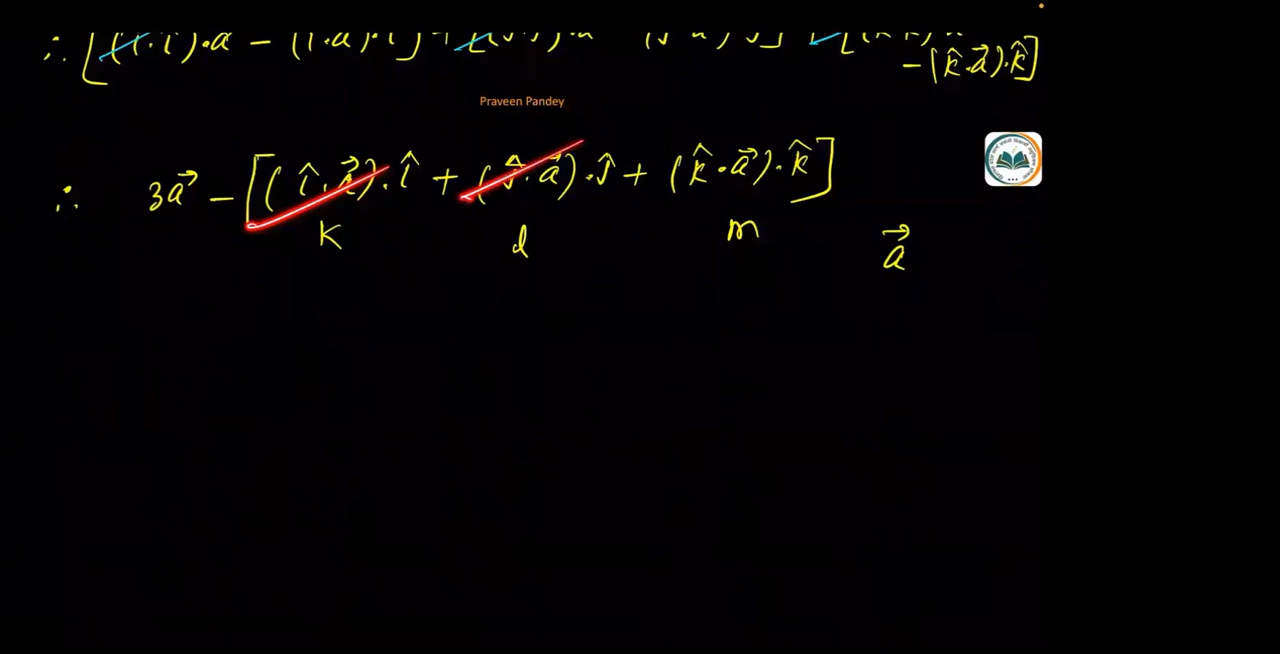 ∴ [(î·î)·a⃗ − (î·a⃗)·î] + [(ĵ·ĵ)·a⃗ − (ĵ·a⃗)·ĵ] + [(k̂·k̂)·a⃗
− (k̂·a⃗)·k̂]
Praveen Pandey
∴ 3a⃗ − [(î·a⃗)·î + (ĵ·a⃗)·ĵ + (k̂·a⃗)·k̂]
K l m a⃗